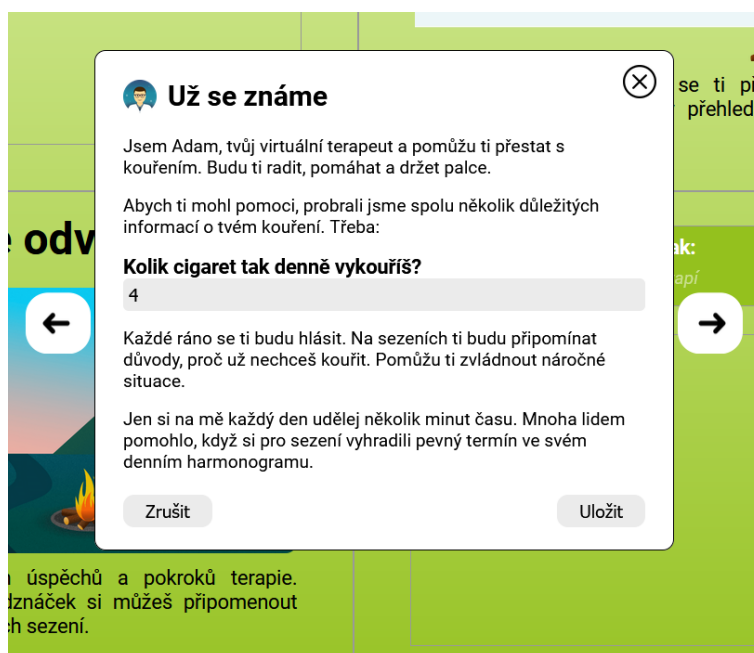 se ti
přehled
Už se známe
Jsem Adam, tvůj virtuální terapeut a pomůžu ti přestat s
kouřením. Budu ti radit, pomáhat a držet palce.
Abych ti mohl pomoci, probrali jsme spolu několik důležitých
informací o tvém kouření. Třeba:
Kolik cigaret tak denně vykouříš?
4
Každé ráno se ti budu hlásit. Na sezeních ti budu připomínat
důvody, proč už nechceš kouřit. Pomůžu ti zvládnout náročné
situace.
Jen si na mě každý den udělej několik minut času. Mnoha lidem
pomohlo, když si pro sezení vyhradili pevný termín ve svém
denním harmonogramu.
Zrušit
Uložit
odv
ak:
apí
úspěchů a pokroků terapie.
dznáček si můžeš připomenout
ch sezení.